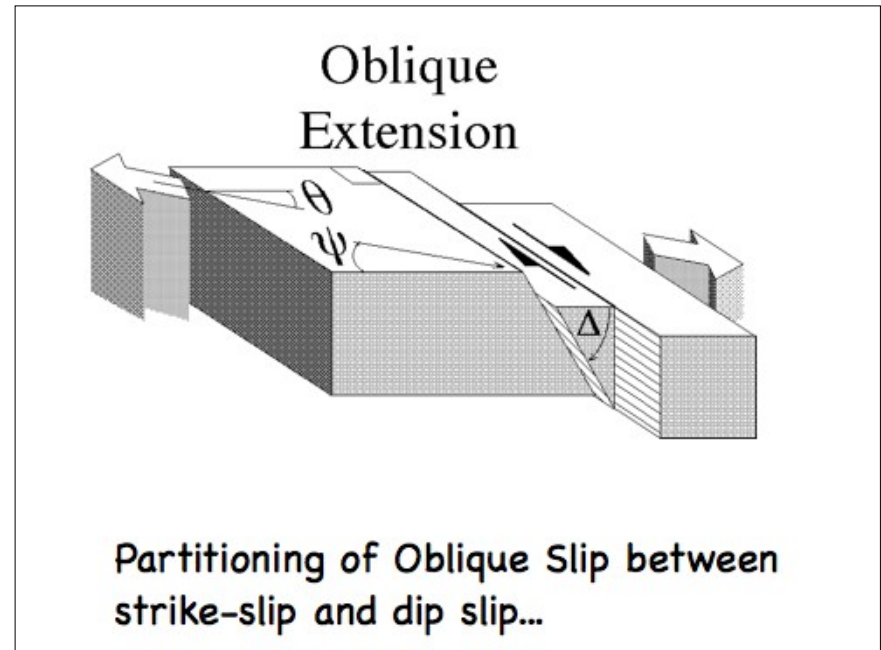 Oblique
Extension
θ
ψ
Δ
Partitioning of Oblique Slip between
strike-slip and dip slip...